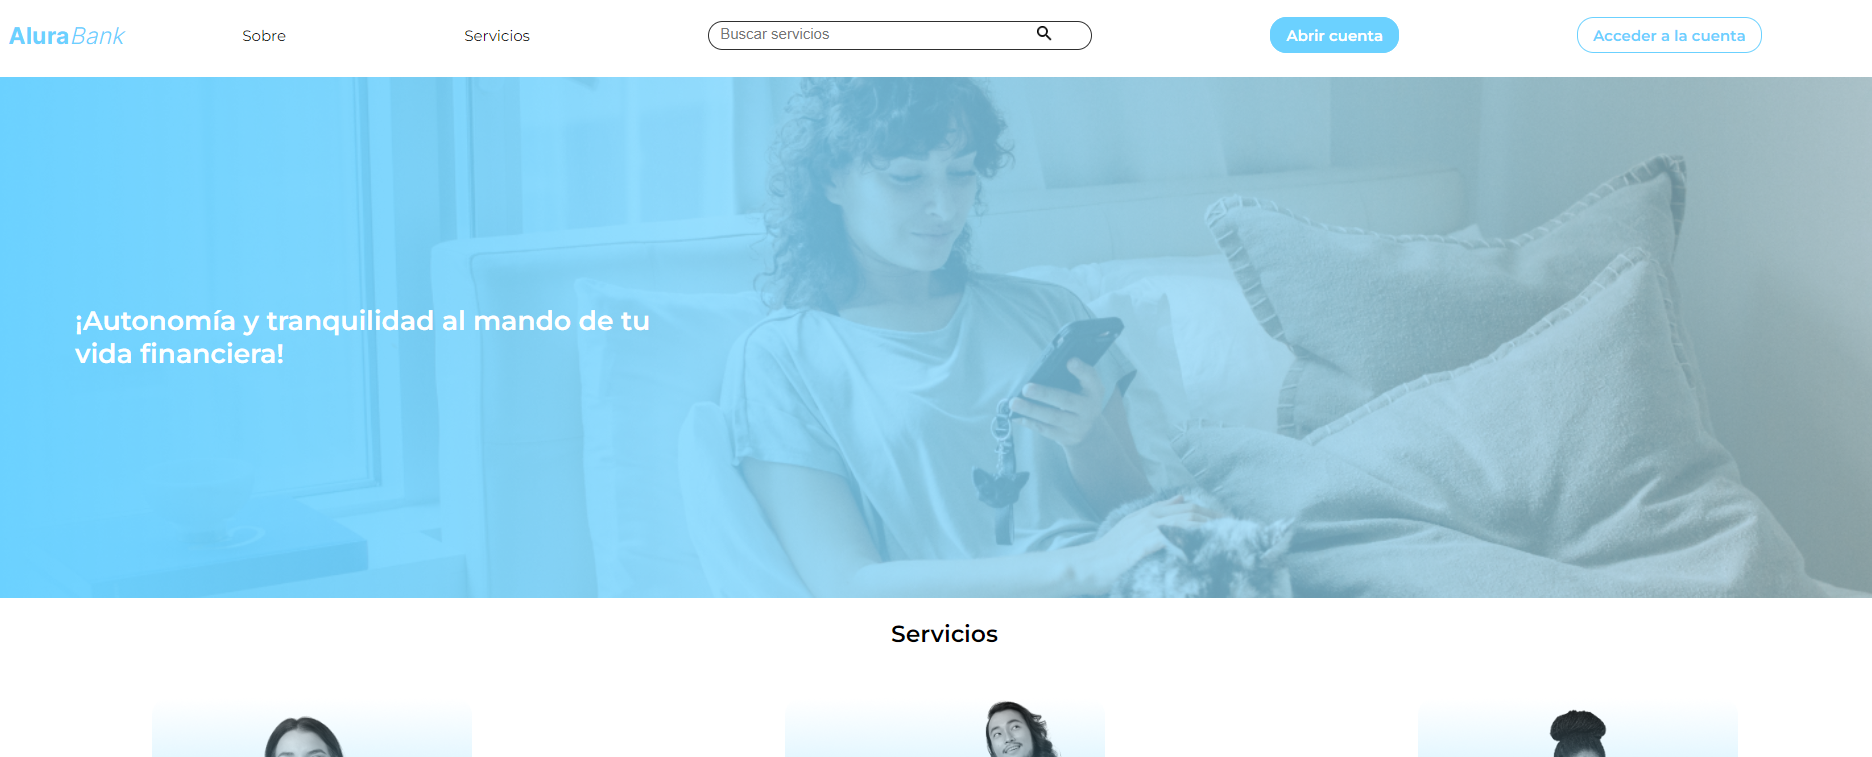 AluraBank
Sobre
Servicios
Buscar servicios
Abrir cuenta
Acceder a la cuenta
¡Autonomía y tranquilidad al mando de tu
vida financiera!
Servicios